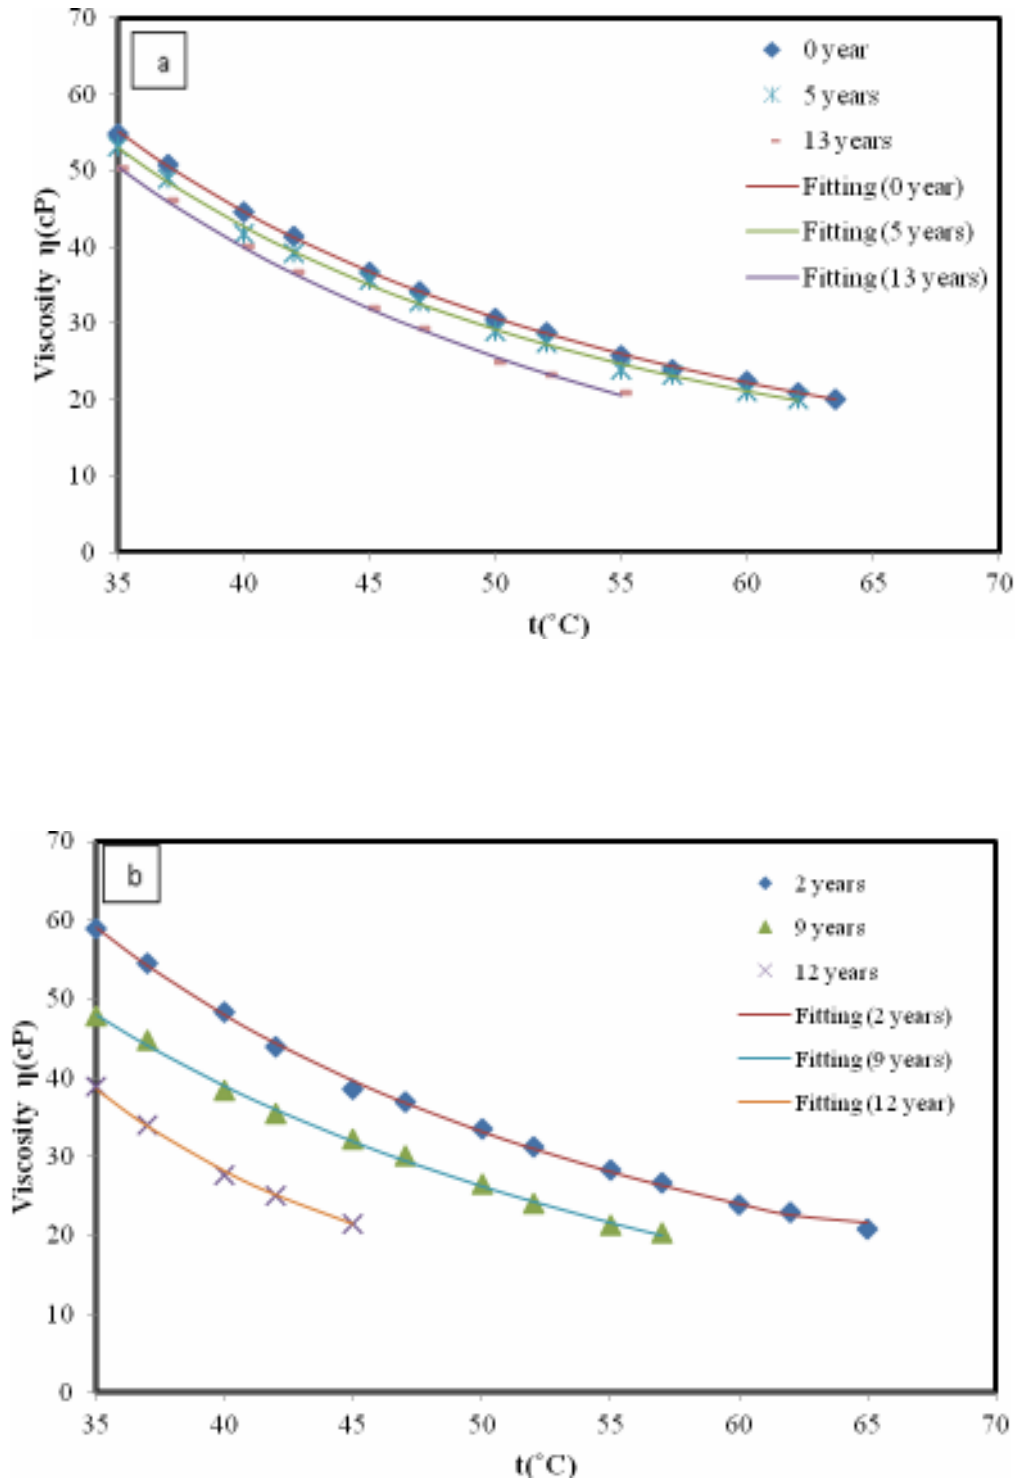 70
a
0 year
60
5 years
13 years
50
Fitting (0 year)
40
Fitting (5 years)
Fitting (13 years)
30
20
10
0
Viscosity η(cP)
35 40 45 50 55 60 65 70
t(˚C)
70
b
2 years
60
9 years
12 years
50
Fitting (2 years)
40
Fitting (9 years)
Fitting (12 year)
30
20
10
0
Viscosity η(cP)
35 40 45 50 55 60 65 70
t(˚C)